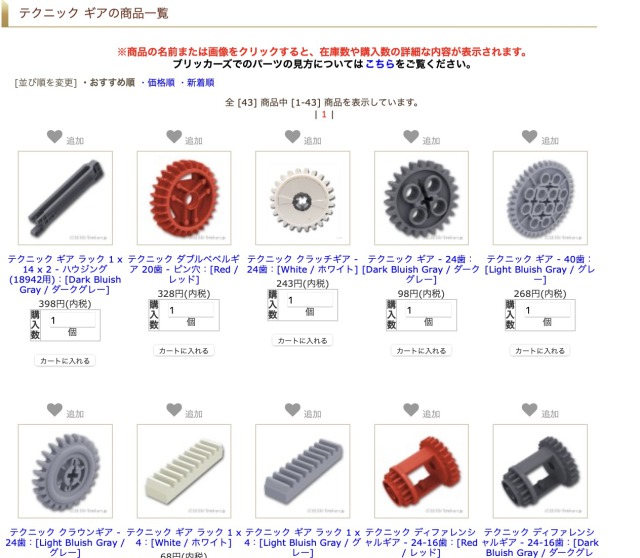 テクニック ギアの商品一覧
※商品の名前または画像をクリックすると、在庫数や購入数の詳細な内容が表示されます。
ブリッカーズでのパーツの見方については こちらをご覧ください。
[並び順を変更] ・おすすめ順 ・価格順 ・新着順
全 [43] 商品中 [1-43] 商品を表示しています。
| 1 |
追加 追加 追加 追加 追加
テクニック ギア ラック 1 x
14 x 2 - ハウジング
(18942用)：[Dark Bluish
Gray / ダークグレー]
398円(内税)
購入数 1 個
カートに入れる
テクニック ダブルベベルギ
ア 20歯 - ピン穴：[Red /
レッド]
328円(内税)
購入数 1 個
カートに入れる
テクニック クラッチギア -
24歯：[White / ホワイト]
243円(内税)
購入数 1 個
カートに入れる
テクニック ギア - 24歯：
[Dark Bluish Gray / ダーク
グレー]
98円(内税)
購入数 1 個
カートに入れる
テクニック ギア - 40歯：
[Light Bluish Gray / グレ
ー]
268円(内税)
購入数 1 個
カートに入れる
追加 追加 追加 追加 追加
テクニック クラウンギア -
24歯：[Light Bluish Gray /
グレー]
テクニック ギア ラック 1 x
4：[White / ホワイト]
68円(内税)
テクニック ギア ラック 1 x
4：[Light Bluish Gray / グ
レー]
テクニック ディファレンシ
ャルギア - 24-16歯：[Red
/ レッド]
テクニック ディファレンシ
ャルギア - 24-16歯：[Dark
Bluish Gray / ダークグレ